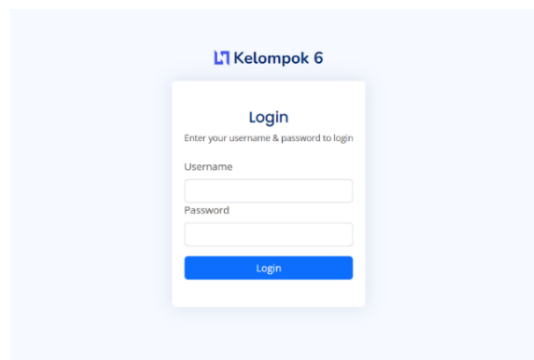 Kelompok 6
Login
Enter your username & password to login
Username
Password
Login